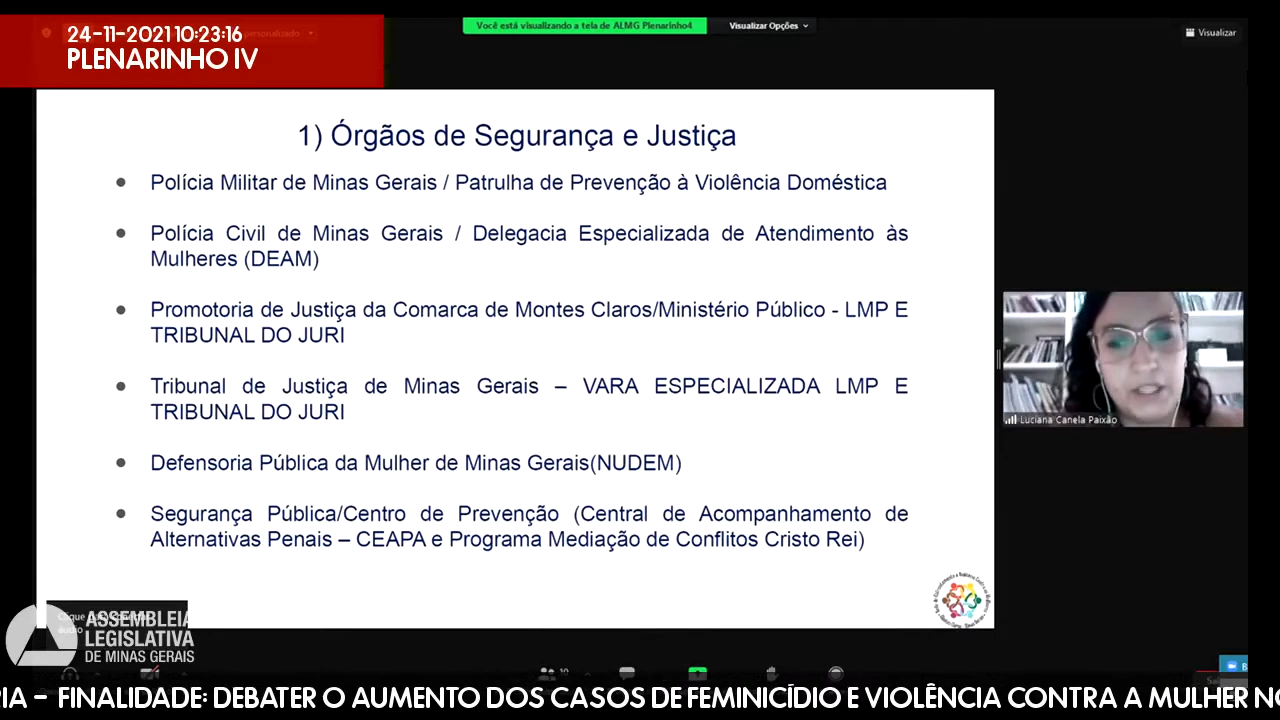 24-11-2021 10:23:16
PLENARINHO IV
Você está visualizando a tela de ALMG Plenarinho4
Visualizar Opções
Visualizar
1) Órgãos de Segurança e Justiça
• Polícia Militar de Minas Gerais / Patrulha de Prevenção à Violência Doméstica
• Polícia Civil de Minas Gerais / Delegacia Especializada de Atendimento às
Mulheres (DEAM)
• Promotoria de Justiça da Comarca de Montes Claros/Ministério Público - LMP E
TRIBUNAL DO JURI
• Tribunal de Justiça de Minas Gerais – VARA ESPECIALIZADA LMP E
TRIBUNAL DO JURI
• Defensoria Pública da Mulher de Minas Gerais(NUDEM)
• Segurança Pública/Centro de Prevenção (Central de Acompanhamento de
Alternativas Penais – CEAPA e Programa Mediação de Conflitos Cristo Rei)
Luciana Canela Paixão
ASSEMBLEIA
LEGISLATIVA
DE MINAS GERAIS
RIA - FINALIDADE: DEBATER O AUMENTO DOS CASOS DE FEMINICÍDIO E VIOLÊNCIA CONTRA A MULHER NO